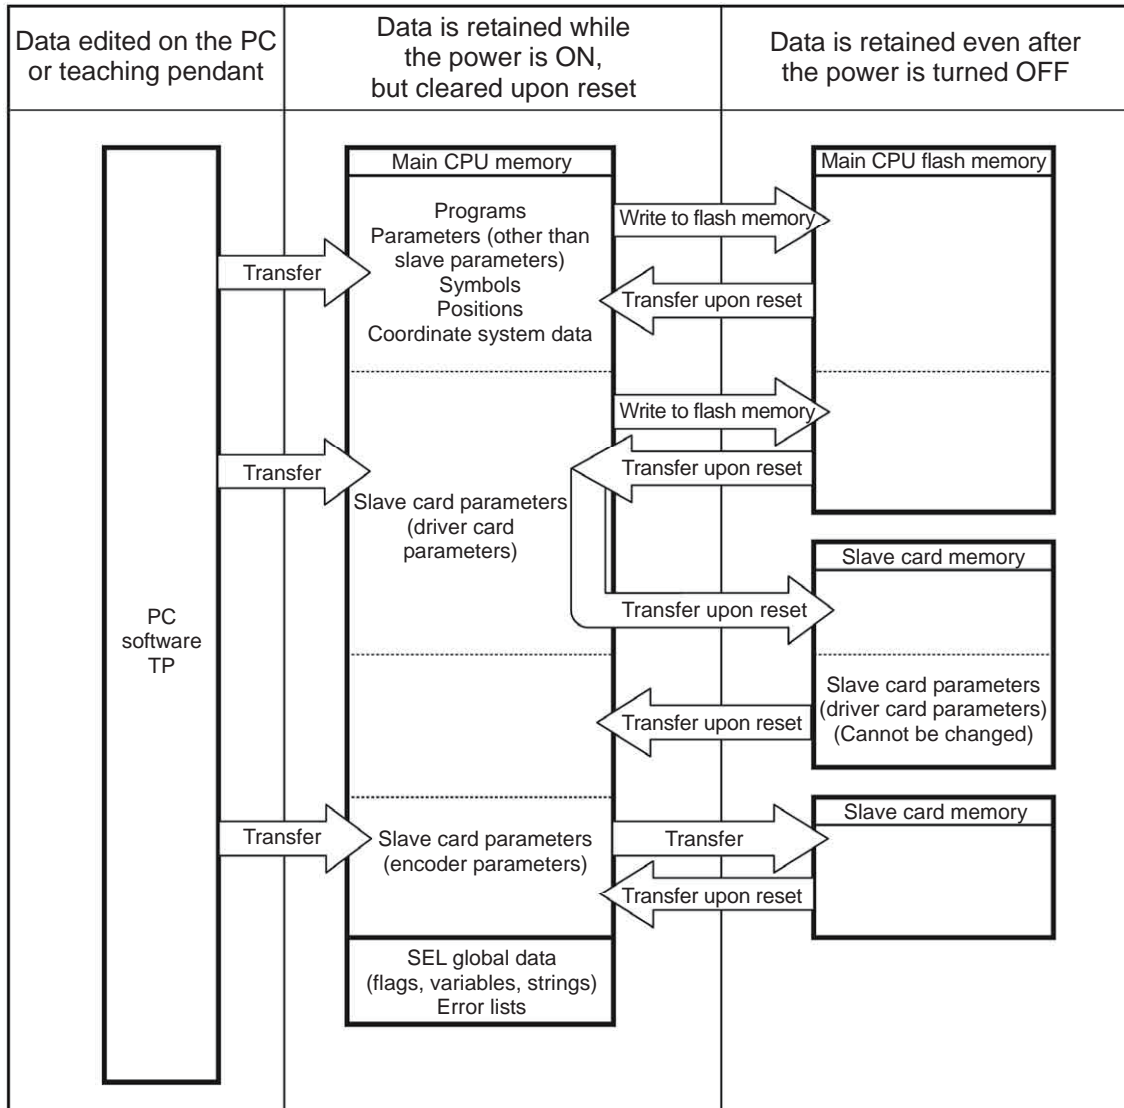 Data edited on the PC
or teaching pendant
Data is retained while
the power is ON,
but cleared upon reset
Data is retained even after
the power is turned OFF
PC
software
TP
Transfer
Transfer
Transfer
Main CPU memory
Programs
Parameters (other than
slave parameters)
Symbols
Positions
Coordinate system data
Slave card parameters
(driver card
parameters)
Slave card parameters
(encoder parameters)
SEL global data
(flags, variables, strings)
Error lists
Write to flash memory
Transfer upon reset
Write to flash memory
Transfer upon reset
Transfer upon reset
Transfer upon reset
Transfer
Transfer upon reset
Main CPU flash memory
Slave card memory
Slave card parameters
(driver card parameters)
(Cannot be changed)
Slave card memory